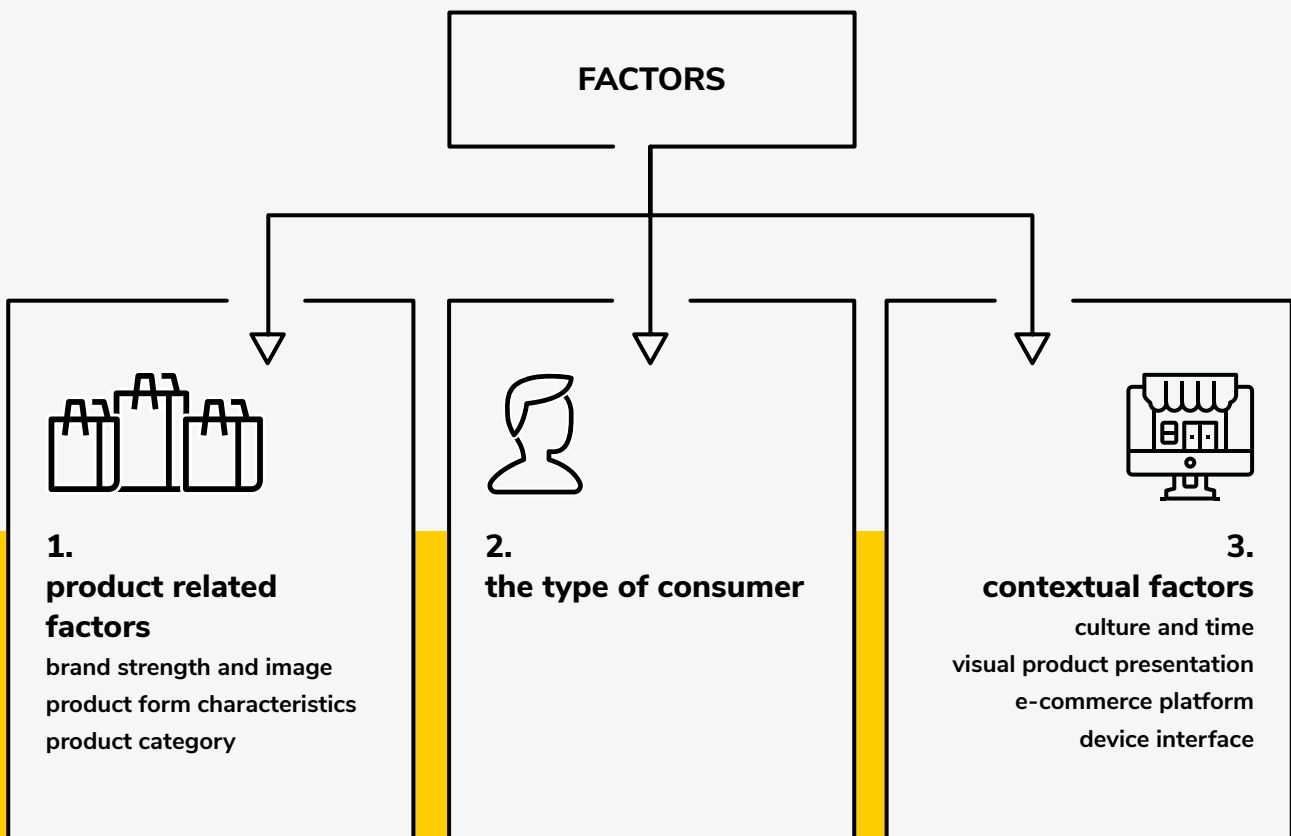 FACTORS
1.
product related
factors
brand strength and image
product form characteristics
product category
2.
the type of consumer
3.
contextual factors
culture and time
visual product presentation
e-commerce platform
device interface